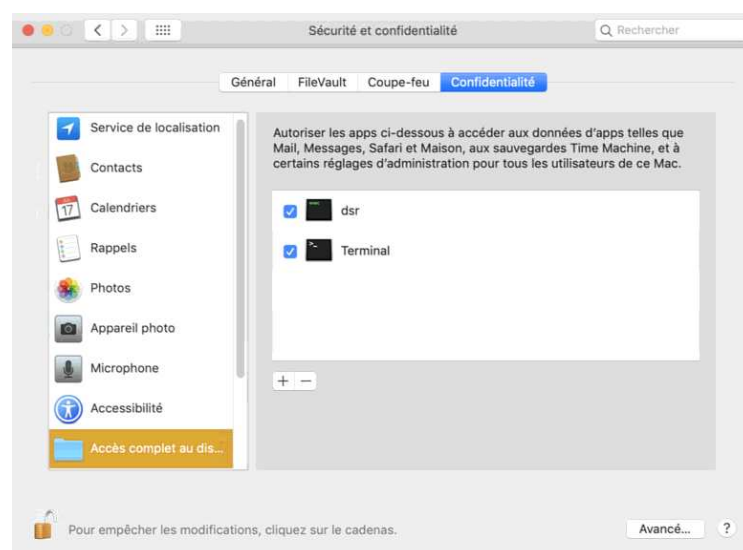 Sécurité et confidentialité
Rechercher
Général FileVault Coupe-feu Confidentialité
Service de localisation
Contacts
17
Calendriers
Rappels
Photos
Appareil photo
Microphone
Accessibilité
Accès complet au dis...
Autoriser les apps ci-dessous à accéder aux données d'apps telles que
Mail, Messages, Safari et Maison, aux sauvegardes Time Machine, et à
certains réglages d'administration pour tous les utilisateurs de ce Mac.
dsr
Terminal
Pour empêcher les modifications, cliquez sur le cadenas.
Avancé... ?